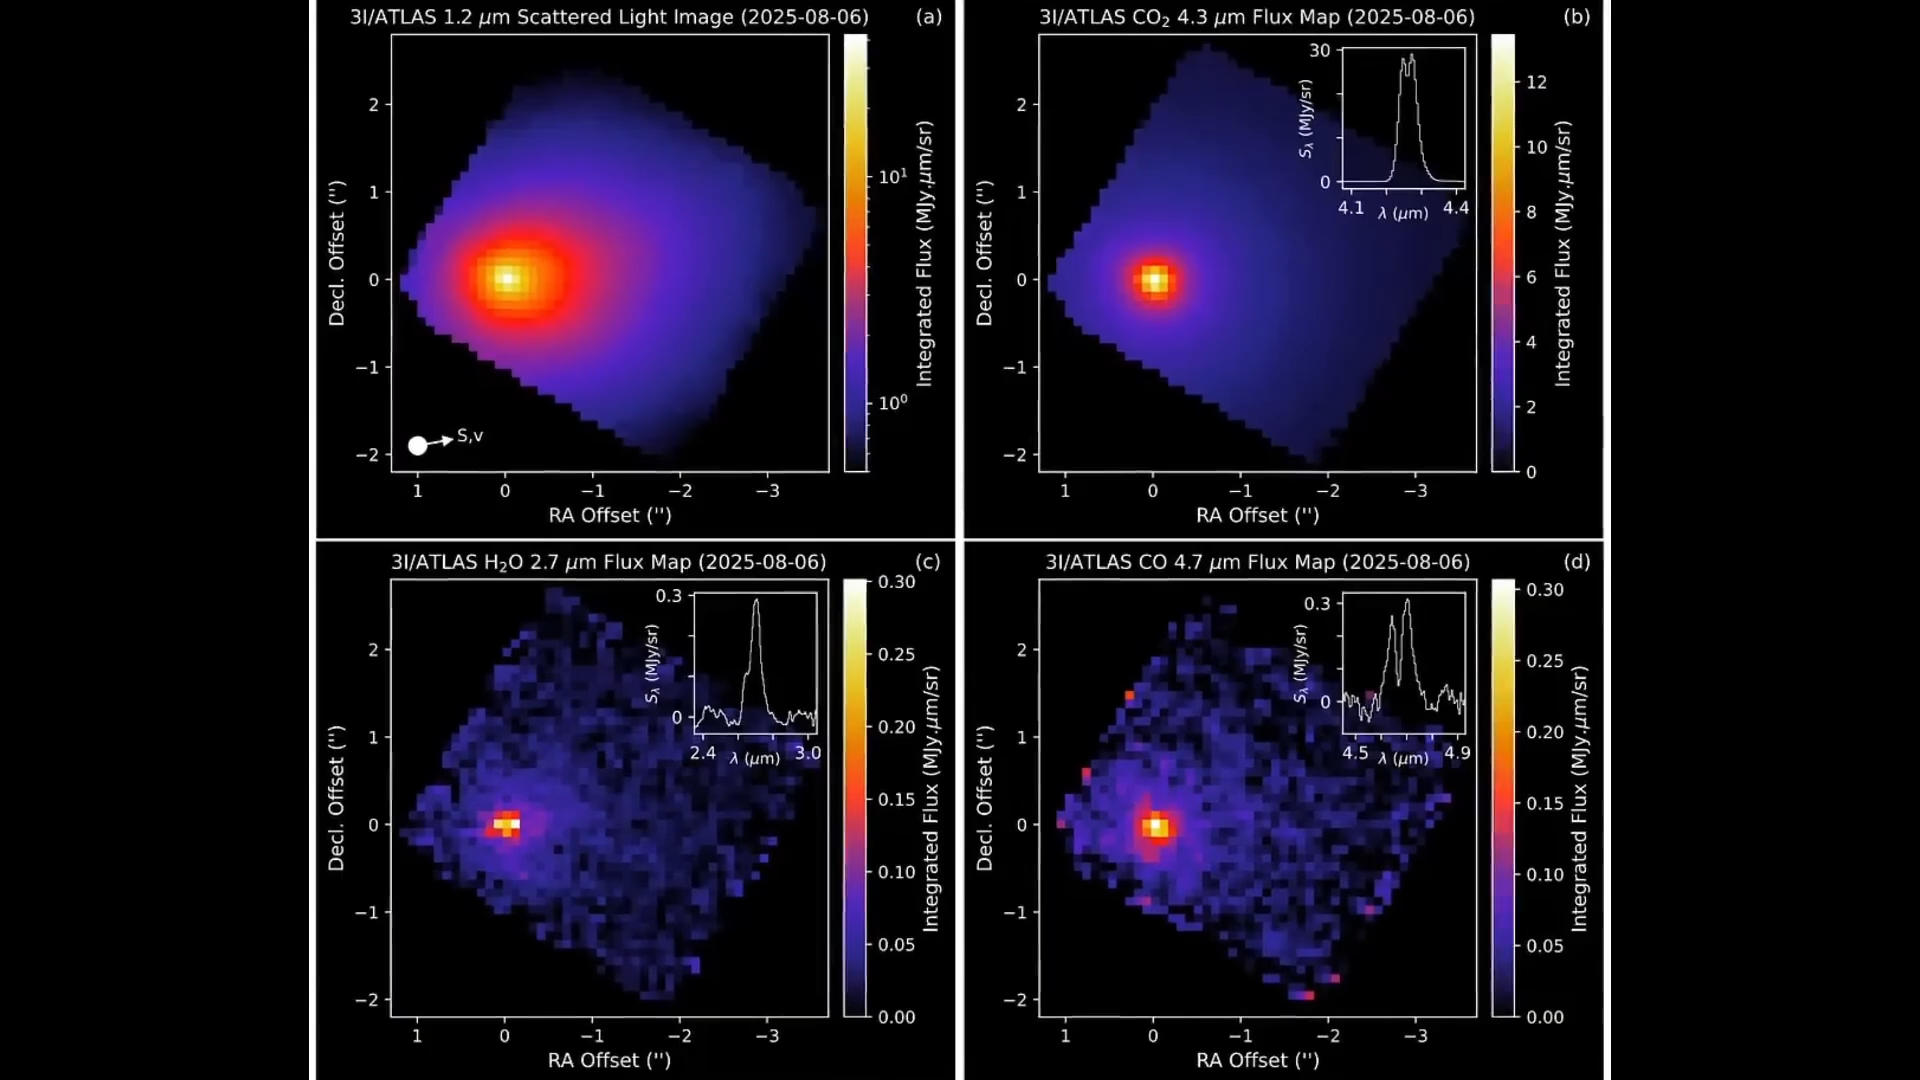 3I/ATLAS 1.2 μm Scattered Light Image (2025-08-06)
(a)
2
1
0
−1
−2
Decl. Offset ('')
S,v
1
0
−1
−2
−3
RA Offset ('')
10¹
10⁰
Integrated Flux (MJy.μm/sr)
3I/ATLAS CO₂ 4.3 μm Flux Map (2025-08-06)
(b)
2
1
0
−1
−2
Decl. Offset ('')
30
0
Sλ (MJy/sr)
4.1
λ (μm)
4.4
1
0
−1
−2
−3
RA Offset ('')
12
10
8
6
4
2
0
Integrated Flux (MJy.μm/sr)
3I/ATLAS H₂O 2.7 μm Flux Map (2025-08-06)
(c)
2
1
0
−1
−2
Decl. Offset ('')
0.3
0
Sλ (MJy/sr)
2.4
λ (μm)
3.0
1
0
−1
−2
−3
RA Offset ('')
0.30
0.25
0.20
0.15
0.10
0.05
0.00
Integrated Flux (MJy.μm/sr)
3I/ATLAS CO 4.7 μm Flux Map (2025-08-06)
(d)
2
1
0
−1
−2
Decl. Offset ('')
0.3
0
Sλ (MJy/sr)
4.5
λ (μm)
4.9
1
0
−1
−2
−3
RA Offset ('')
0.30
0.25
0.20
0.15
0.10
0.05
0.00
Integrated Flux (MJy.μm/sr)